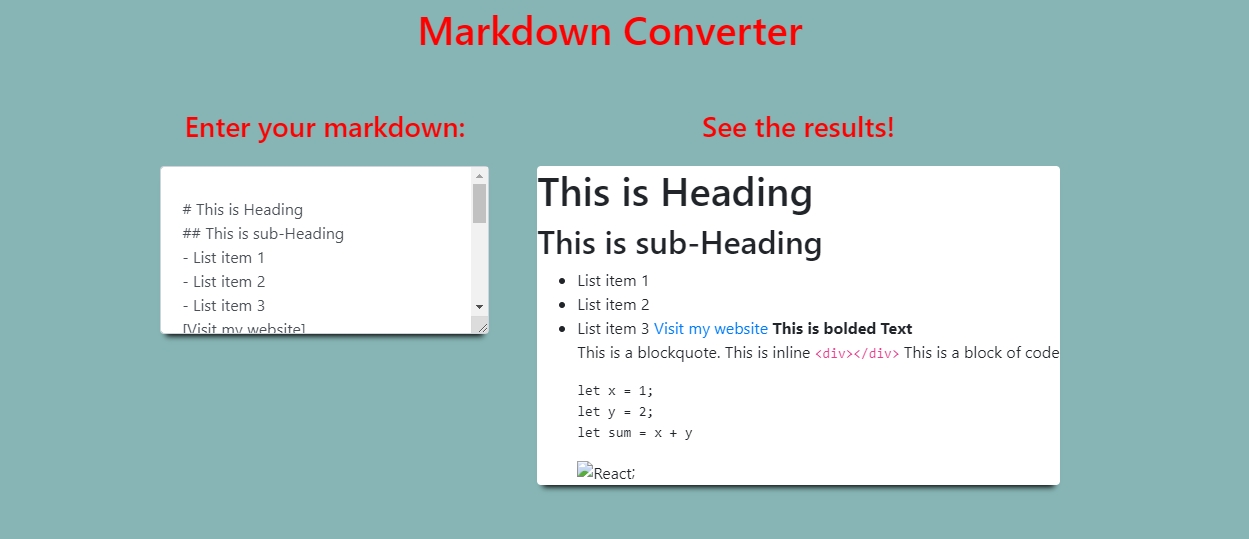 Markdown Converter
Enter your markdown:
See the results!
# This is Heading
## This is sub-Heading
- List item 1
- List item 2
- List item 3
[Visit my website]
This is Heading
This is sub-Heading
• List item 1
• List item 2
• List item 3 Visit my website This is bolded Text
This is a blockquote. This is inline <div></div> This is a block of code
let x = 1;
let y = 2;
let sum = x + y
React;